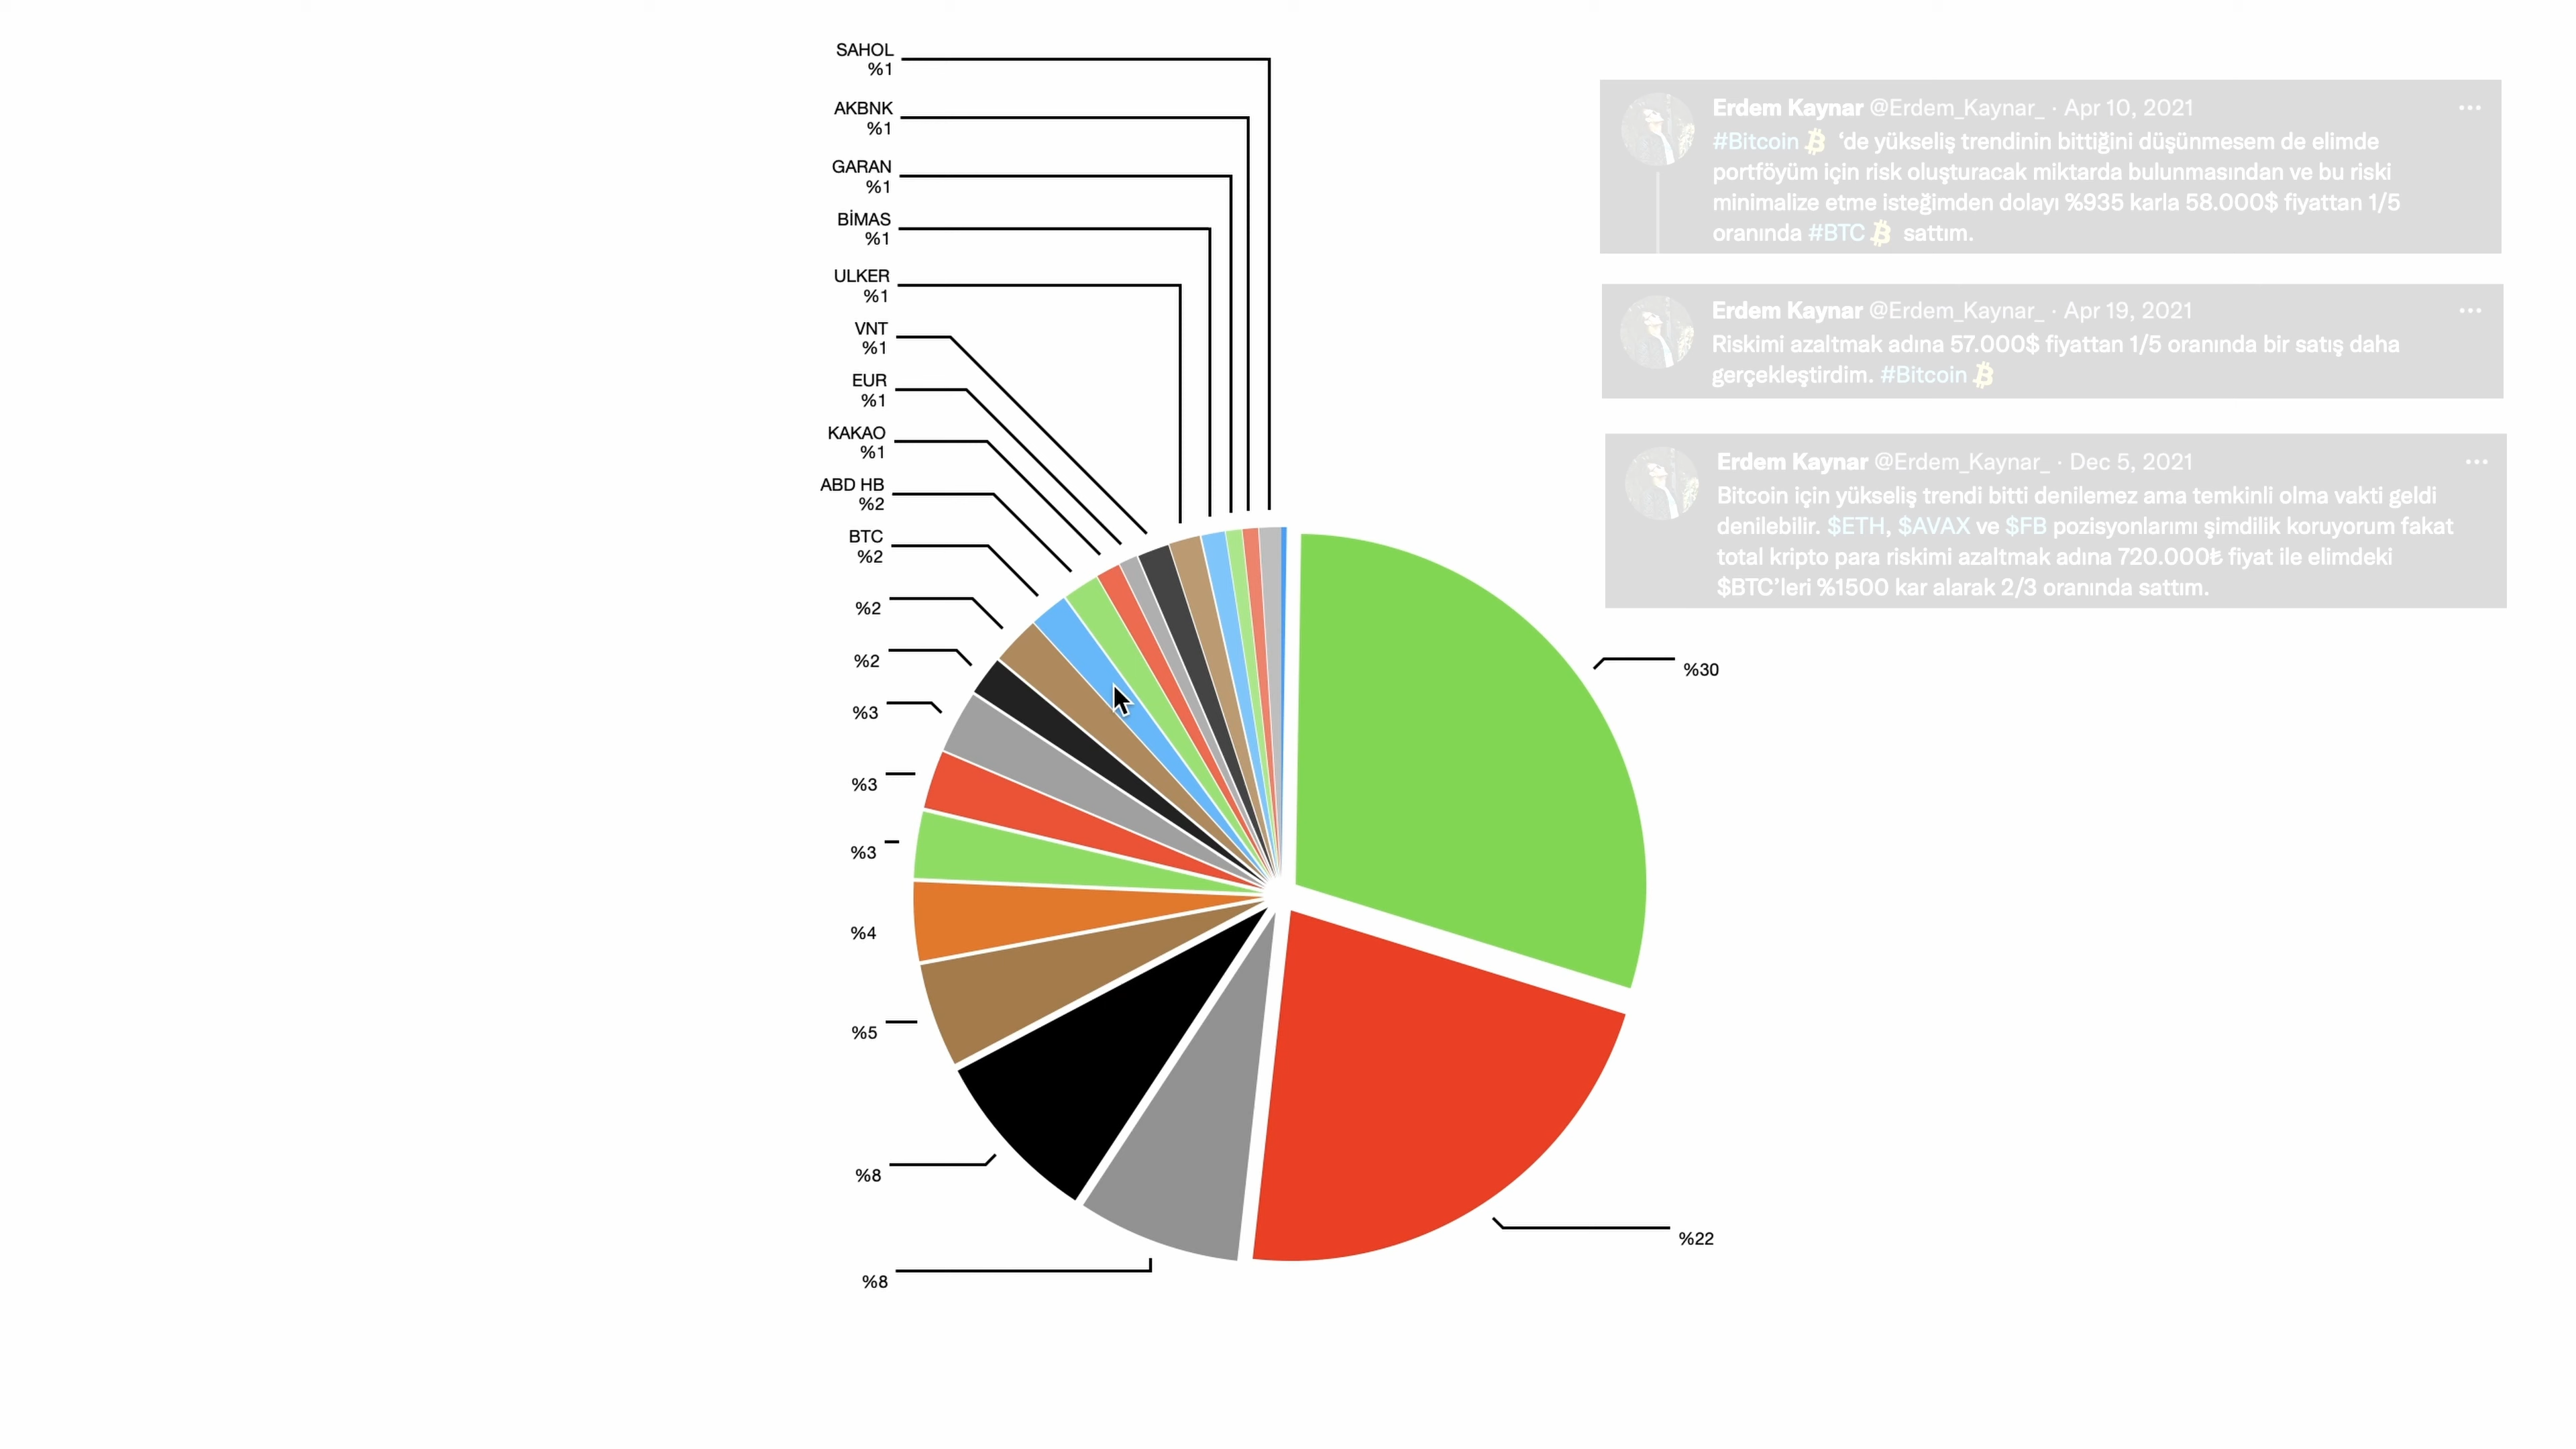 SAHOL
%1
AKBNK
%1
GARAN
%1
BİMAS
%1
ULKER
%1
VNT
%1
EUR
%1
KAKAO
%1
ABD HB
%2
BTC
%2
%2
%2
%3
%3
%3
%4
%5
%8
%8
%30
%22
Erdem Kaynar @Erdem_Kaynar_ · Apr 10, 2021
#Bitcoin ‘de yükseliş trendinin bittiğini düşünmesem de elimde
portföyüm için risk oluşturacak miktarda bulunmasından ve bu riski
minimalize etme isteğimden dolayı %935 karla 58.000$ fiyattan 1/5
oranında #BTC sattım.
Erdem Kaynar @Erdem_Kaynar_ · Apr 19, 2021
Riskimi azaltmak adına 57.000$ fiyattan 1/5 oranında bir satış daha
gerçekleştirdim. #Bitcoin
Erdem Kaynar @Erdem_Kaynar_ · Dec 5, 2021
Bitcoin için yükseliş trendi bitti denilemez ama temkinli olma vakti geldi
denilebilir. $ETH, $AVAX ve $FB pozisyonlarımı şimdilik koruyorum fakat
total kripto para riskimi azaltmak adına 720.000₺ fiyat ile elimdeki
$BTC’leri %1500 kar alarak 2/3 oranında sattım.